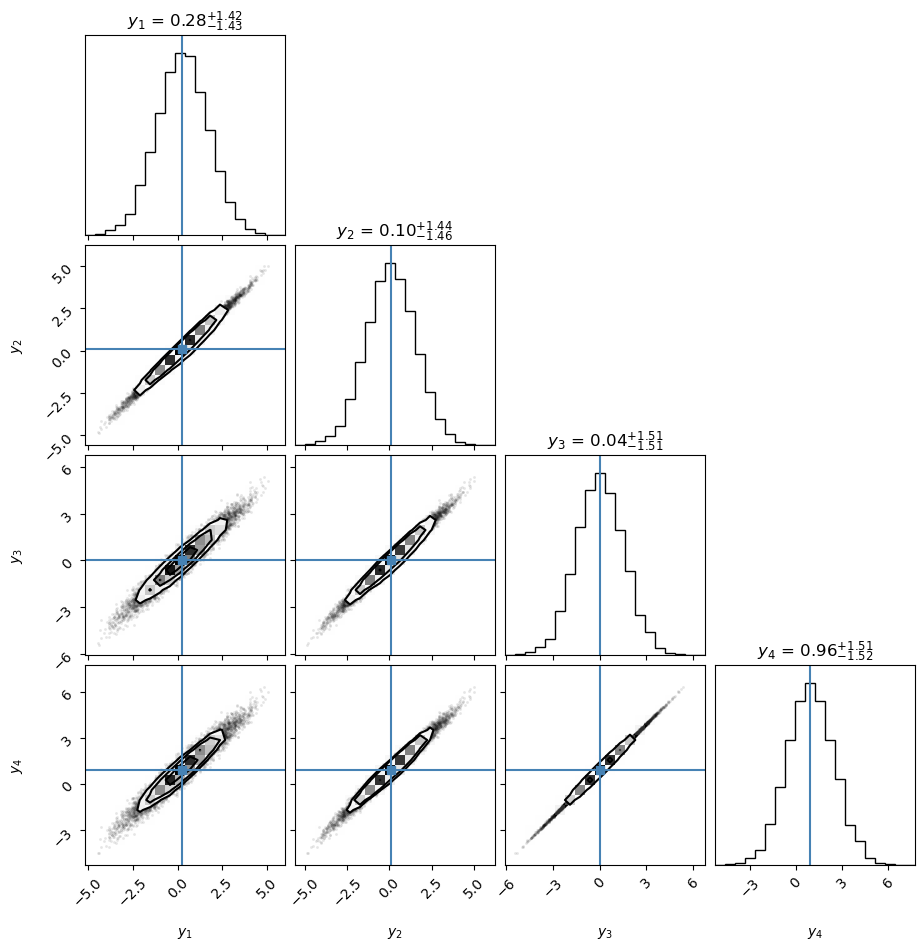 y₁ = 0.28+1.42−1.43
y₂ = 0.10+1.44−1.46
5.0
2.5
0.0
−2.5
−5.0
y₂
y₃ = 0.04+1.51−1.51
6
3
0
−3
−6
y₃
y₄ = 0.96+1.51−1.52
6
3
0
−3
y₄
−5.0 −2.5 0.0 2.5 5.0
−5.0 −2.5 0.0 2.5 5.0
−6 −3 0 3 6
−3 0 3 6
y₁ y₂ y₃ y₄